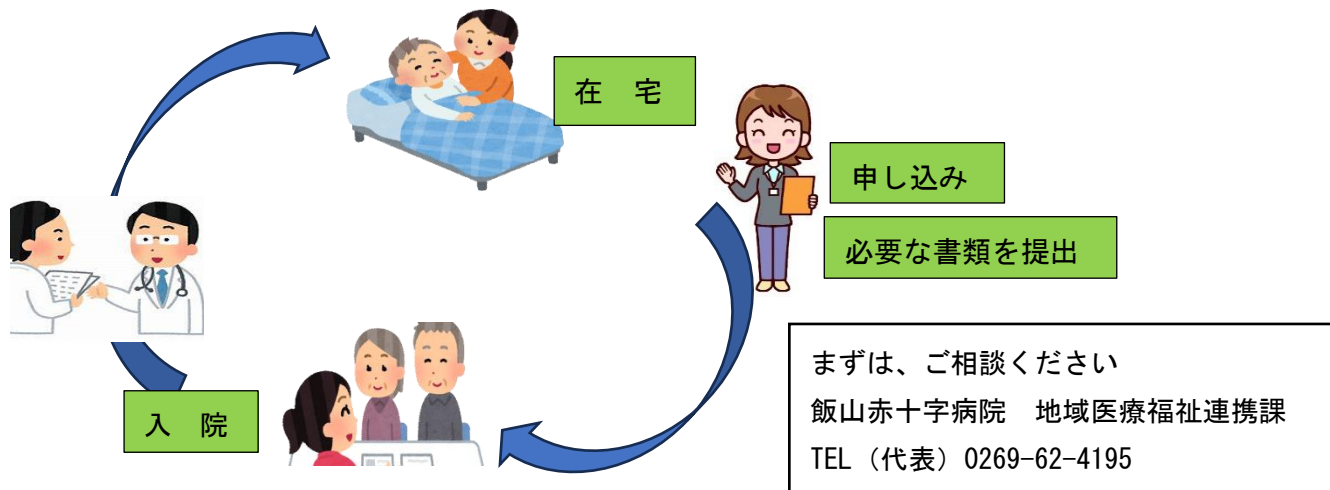 在　宅
申し込み
必要な書類を提出
入　院
まずは、ご相談ください
飯山赤十字病院　地域医療福祉連携課
TEL（代表）0269-62-4195